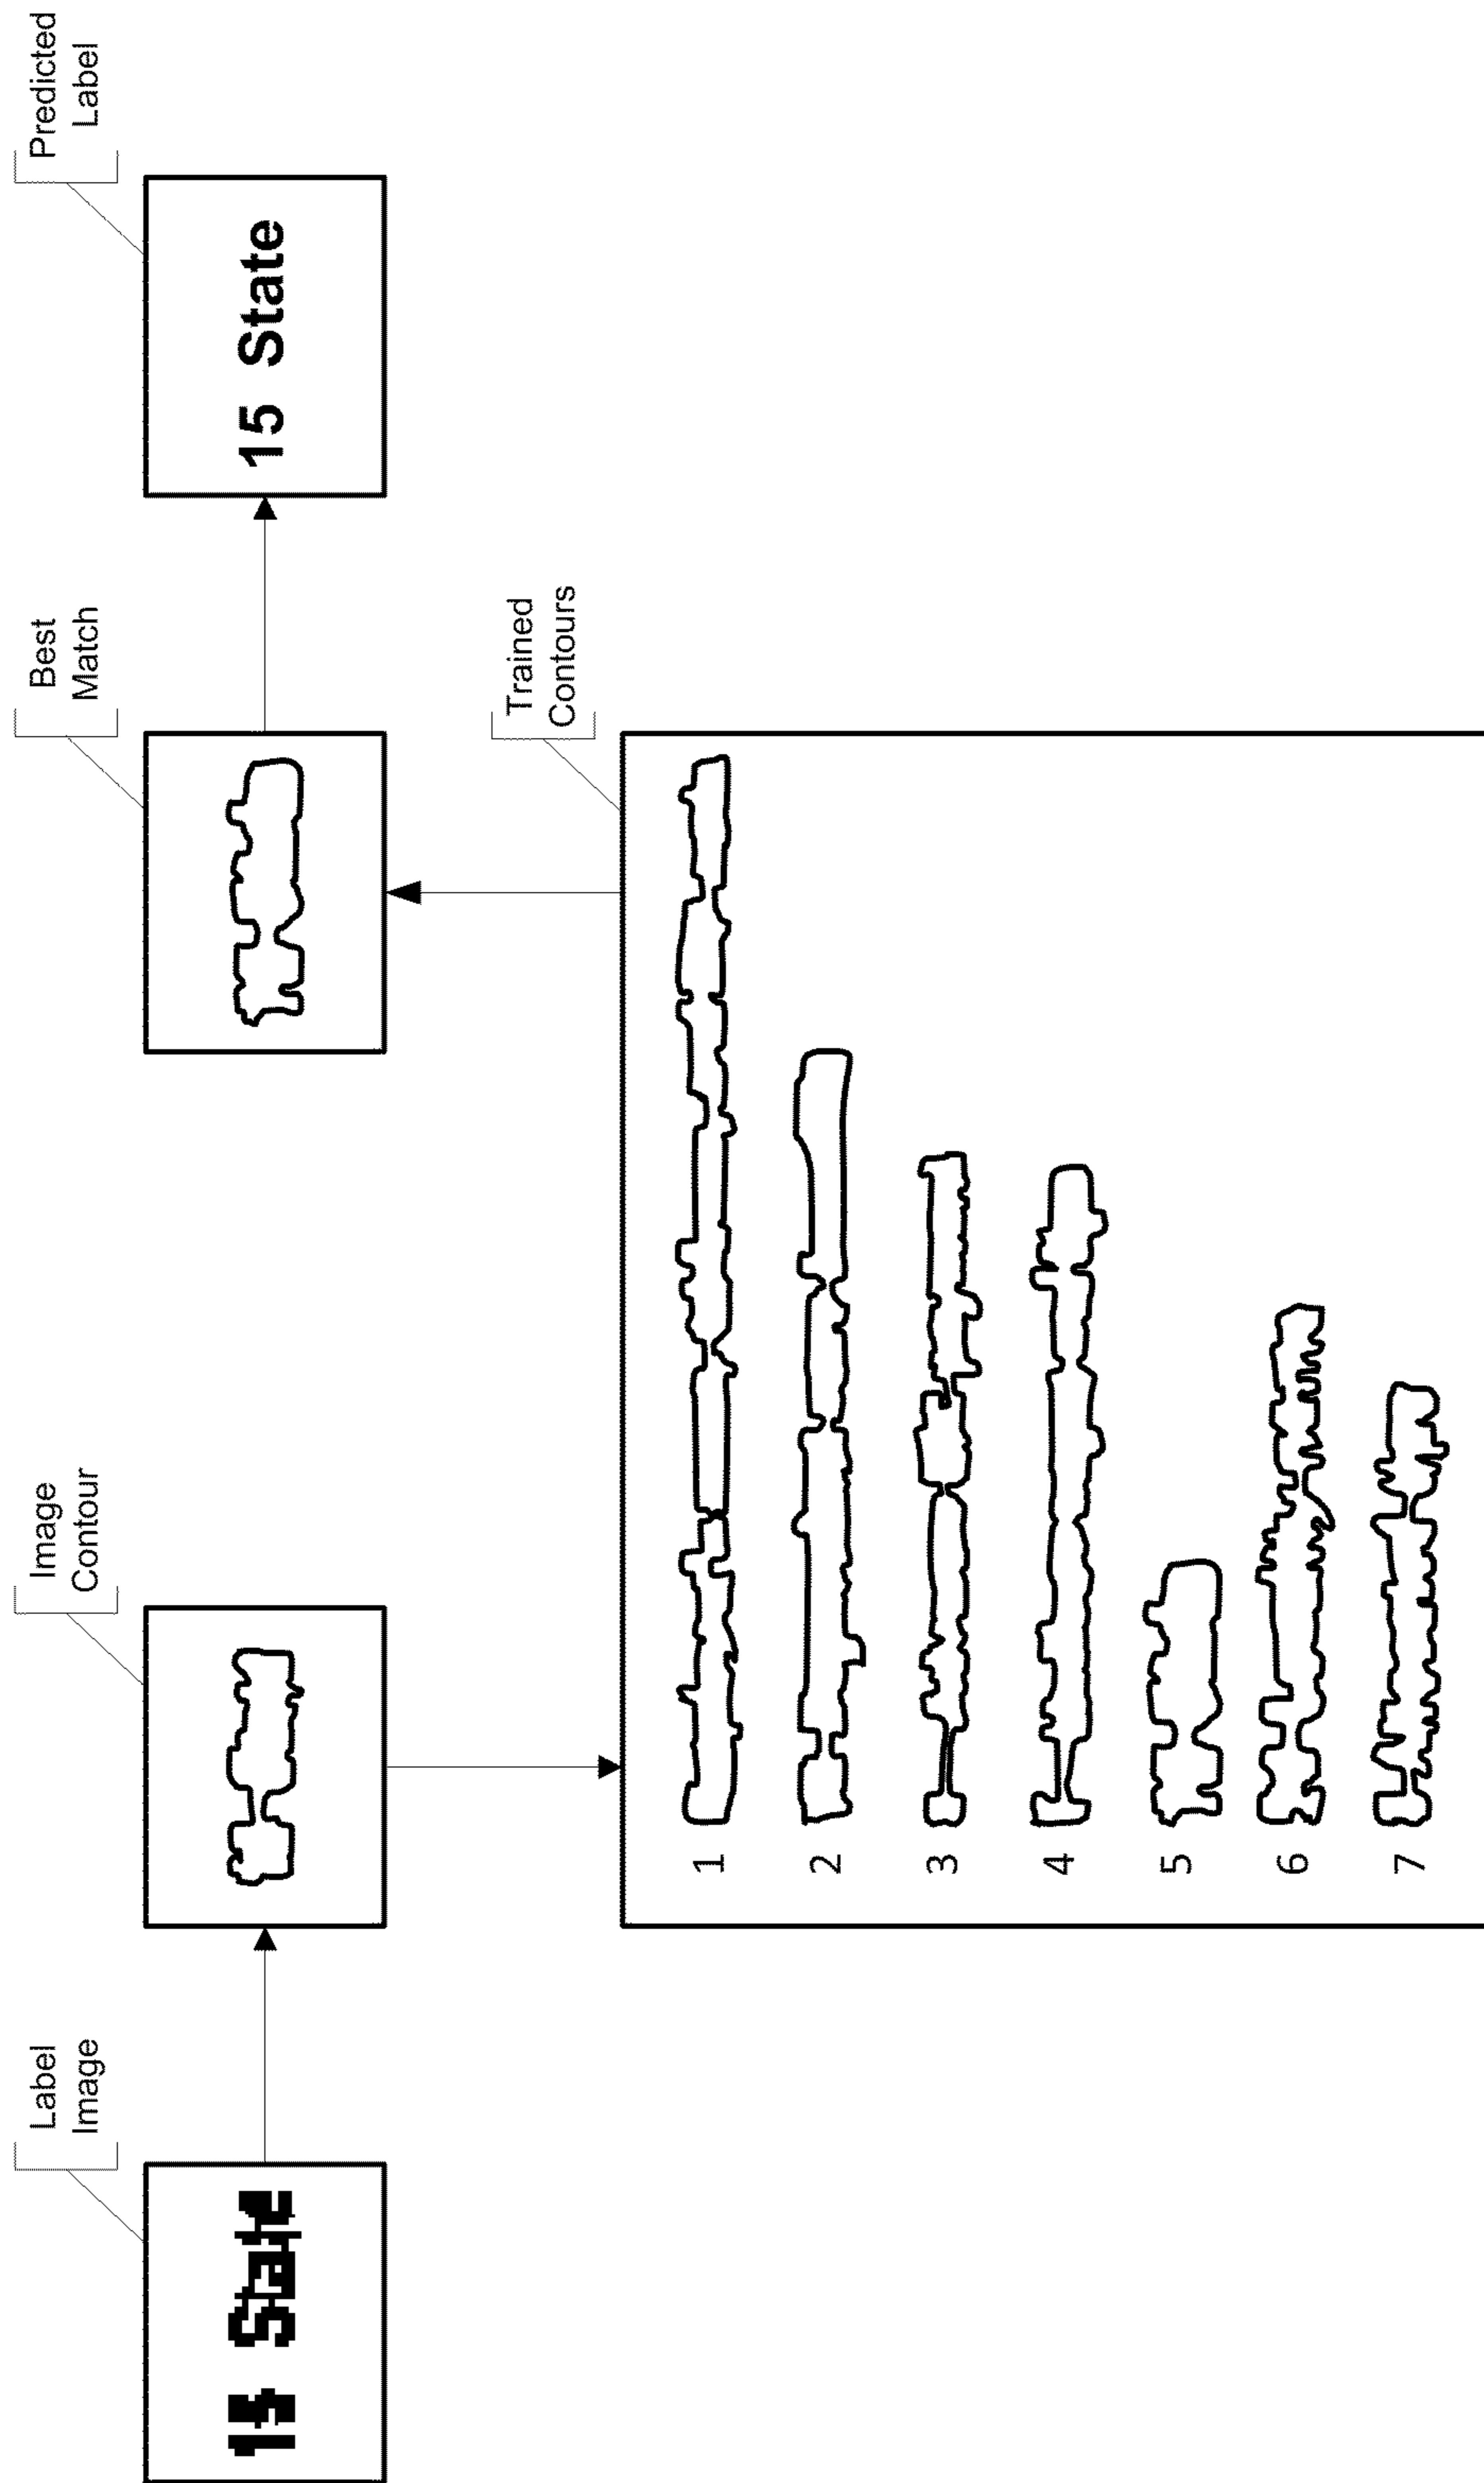 Label
Image
Image
Contour
Best
Match
Predicted
Label
15 State
15 State
Trained
Contours
1
2
3
4
5
6
7